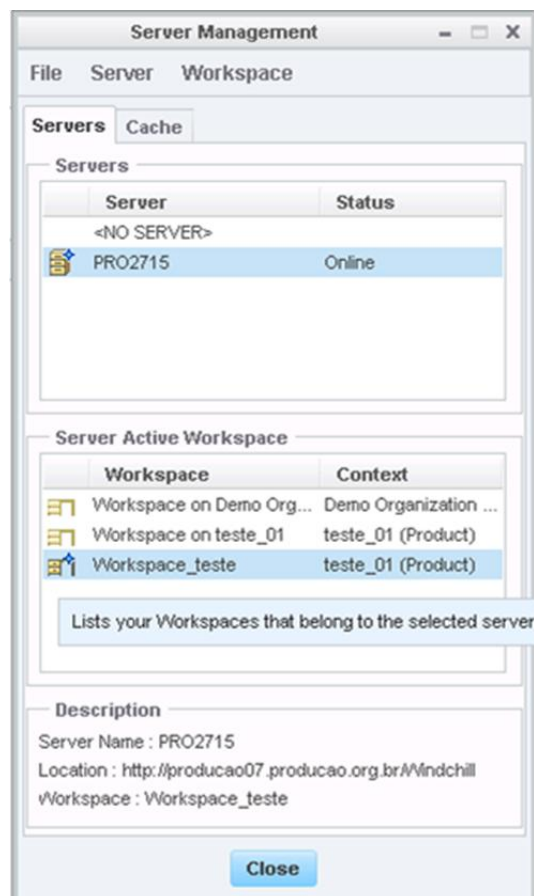 Server Management
File Server Workspace
Servers Cache
Servers
Server Status
<NO SERVER>
PRO2715 Online
Server Active Workspace
Workspace Context
Workspace on Demo Org... Demo Organization ...
Workspace on teste_01 teste_01 (Product)
Workspace_teste teste_01 (Product)
Lists your Workspaces that belong to the selected server
Description
Server Name : PRO2715
Location : http://producao07.producao.org.br/Windchill
Workspace : Workspace_teste
Close